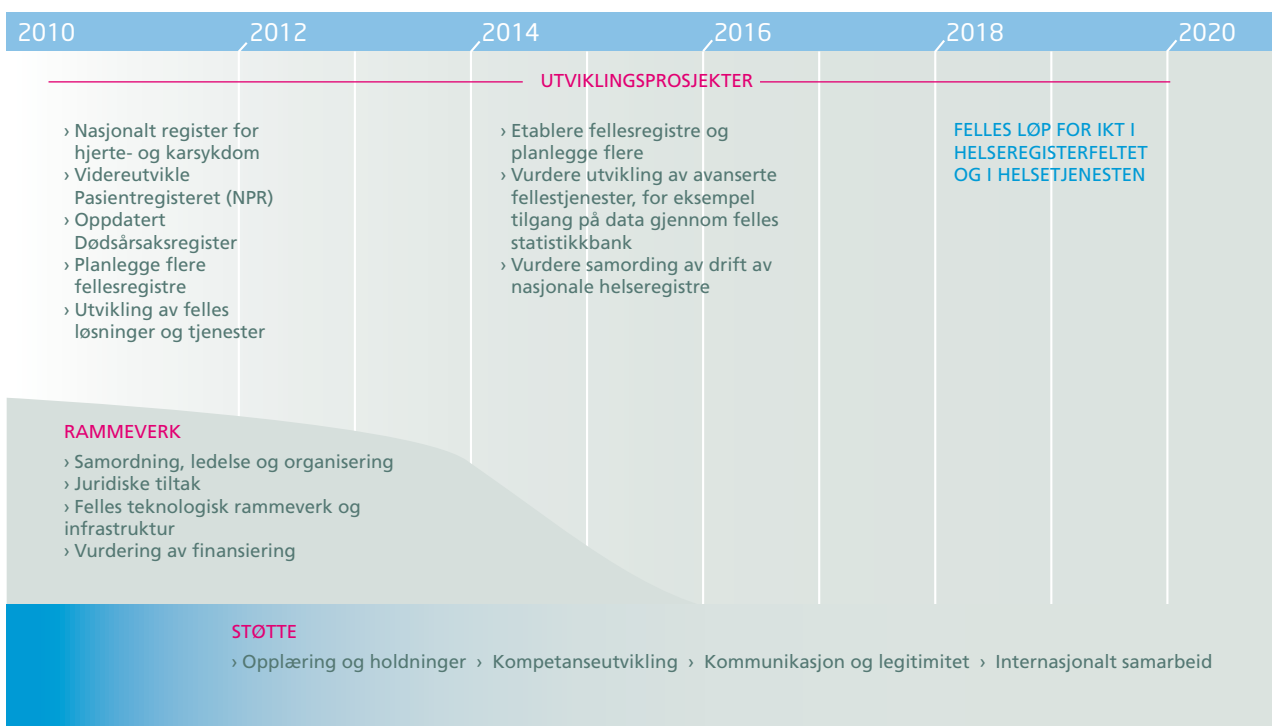 2010 2012 2014 2016 2018 2020
UTVIKLINGSPROSJEKTER
› Nasjonalt register for
hjerte- og karsykdom
› Videreutvikle
Pasientregisteret (NPR)
› Oppdatert
Dødsårsaksregister
› Planlegge flere
fellesregistre
› Utvikling av felles
løsninger og tjenester
› Etablere fellesregistre og
planlegge flere
› Vurdere utvikling av avanserte
fellestjenester, for eksempel
tilgang på data gjennom felles
statistikkbank
› Vurdere samording av drift av
nasjonale helseregistre
FELLES LØP FOR IKT I
HELSEREGISTERFELTET
OG I HELSETJENESTEN
RAMMEVERK
› Samordning, ledelse og organisering
› Juridiske tiltak
› Felles teknologisk rammeverk og
infrastruktur
› Vurdering av finansiering
STØTTE
› Opplæring og holdninger › Kompetanseutvikling › Kommunikasjon og legitimitet › Internasjonalt samarbeid